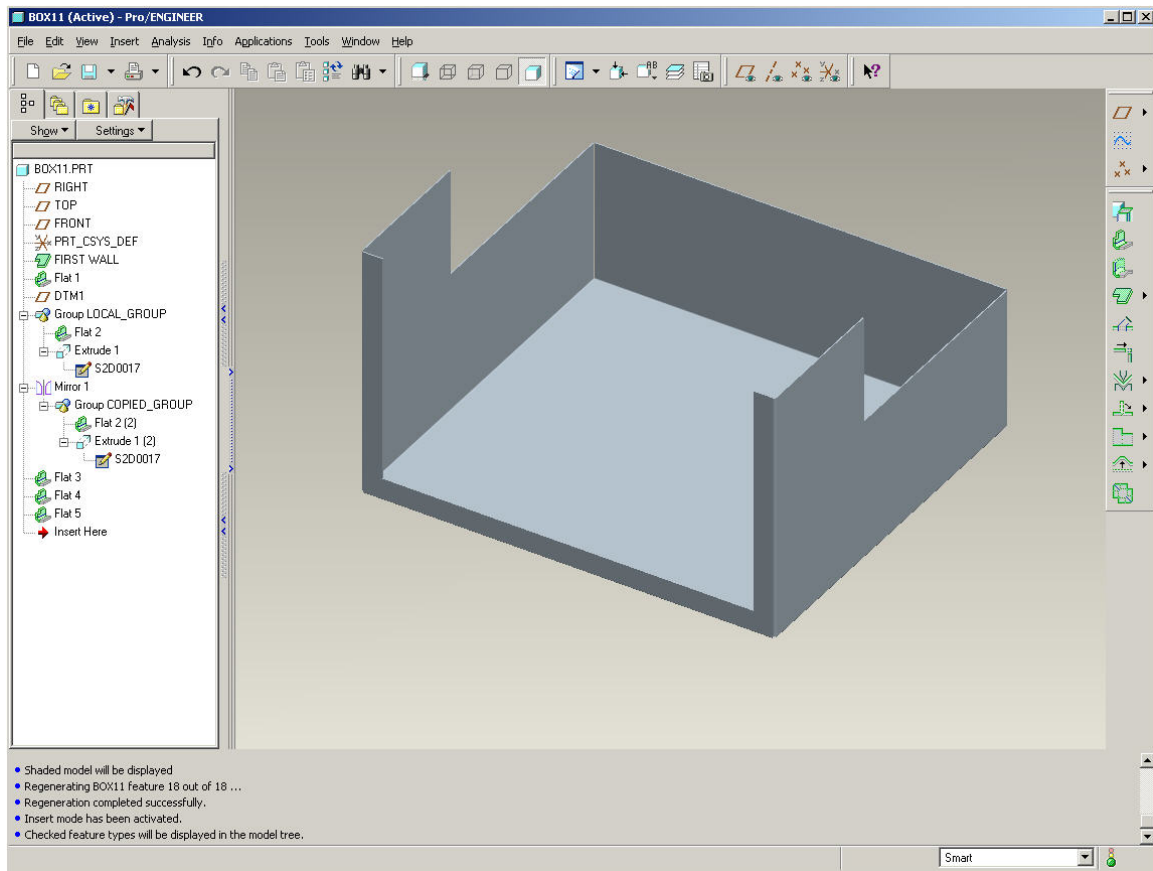 BOX11 (Active) - Pro/ENGINEER
File Edit View Insert Analysis Info Applications Tools Window Help
Show Settings
BOX11.PRT
RIGHT
TOP
FRONT
PRT_CSYS_DEF
FIRST WALL
Flat 1
DTM1
Group LOCAL_GROUP
Flat 2
Extrude 1
S2D0017
Mirror 1
Group COPIED_GROUP
Flat 2 (2)
Extrude 1 (2)
S2D0017
Flat 3
Flat 4
Flat 5
Insert Here
• Shaded model will be displayed
• Regenerating BOX11 feature 18 out of 18 ...
• Regeneration completed successfully.
• Insert mode has been activated.
• Checked feature types will be displayed in the model tree.
Smart